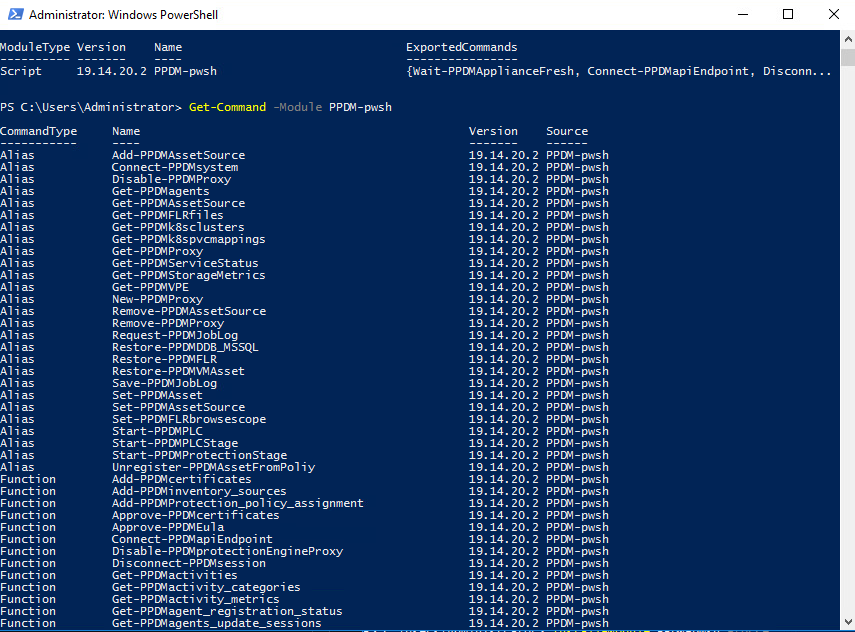 Administrator: Windows PowerShell
ModuleType Version Name ExportedCommands
---------- ------- ---- ----------------
Script 19.14.20.2 PPDM-pwsh {Wait-PPDMApplianceFresh, Connect-PPDMapiEndpoint, Disconn...
PS C:\Users\Administrator> Get-Command -Module PPDM-pwsh
CommandType Name Version Source
----------- ---- ------- ------
Alias Add-PPDMAssetSource 19.14.20.2 PPDM-pwsh
Alias Connect-PPDMsystem 19.14.20.2 PPDM-pwsh
Alias Disable-PPDMProxy 19.14.20.2 PPDM-pwsh
Alias Get-PPDMagents 19.14.20.2 PPDM-pwsh
Alias Get-PPDMAssetSource 19.14.20.2 PPDM-pwsh
Alias Get-PPDMFLRfiles 19.14.20.2 PPDM-pwsh
Alias Get-PPDMk8sclusters 19.14.20.2 PPDM-pwsh
Alias Get-PPDMk8spvcmappings 19.14.20.2 PPDM-pwsh
Alias Get-PPDMProxy 19.14.20.2 PPDM-pwsh
Alias Get-PPDMServiceStatus 19.14.20.2 PPDM-pwsh
Alias Get-PPDMStorageMetrics 19.14.20.2 PPDM-pwsh
Alias Get-PPDMVPE 19.14.20.2 PPDM-pwsh
Alias New-PPDMProxy 19.14.20.2 PPDM-pwsh
Alias Remove-PPDMAssetSource 19.14.20.2 PPDM-pwsh
Alias Remove-PPDMProxy 19.14.20.2 PPDM-pwsh
Alias Request-PPDMJobLog 19.14.20.2 PPDM-pwsh
Alias Restore-PPDMDDB_MSSQL 19.14.20.2 PPDM-pwsh
Alias Restore-PPDMFLR 19.14.20.2 PPDM-pwsh
Alias Restore-PPDMVMAsset 19.14.20.2 PPDM-pwsh
Alias Save-PPDMJobLog 19.14.20.2 PPDM-pwsh
Alias Set-PPDMAsset 19.14.20.2 PPDM-pwsh
Alias Set-PPDMAssetSource 19.14.20.2 PPDM-pwsh
Alias Set-PPDMFLRbrowsescope 19.14.20.2 PPDM-pwsh
Alias Start-PPDMPLC 19.14.20.2 PPDM-pwsh
Alias Start-PPDMPLCStage 19.14.20.2 PPDM-pwsh
Alias Start-PPDMProtectionStage 19.14.20.2 PPDM-pwsh
Alias Unregister-PPDMAssetFromPoliy 19.14.20.2 PPDM-pwsh
Function Add-PPDMcertificates 19.14.20.2 PPDM-pwsh
Function Add-PPDMinventory_sources 19.14.20.2 PPDM-pwsh
Function Add-PPDMProtection_policy_assignment 19.14.20.2 PPDM-pwsh
Function Approve-PPDMcertificates 19.14.20.2 PPDM-pwsh
Function Approve-PPDMEula 19.14.20.2 PPDM-pwsh
Function Connect-PPDMapiEndpoint 19.14.20.2 PPDM-pwsh
Function Disable-PPDMprotectionEngineProxy 19.14.20.2 PPDM-pwsh
Function Disconnect-PPDMsession 19.14.20.2 PPDM-pwsh
Function Get-PPDMactivities 19.14.20.2 PPDM-pwsh
Function Get-PPDMactivity_categories 19.14.20.2 PPDM-pwsh
Function Get-PPDMactivity_metrics 19.14.20.2 PPDM-pwsh
Function Get-PPDMagent_registration_status 19.14.20.2 PPDM-pwsh
Function Get-PPDMagents_update_sessions 19.14.20.2 PPDM-pwsh